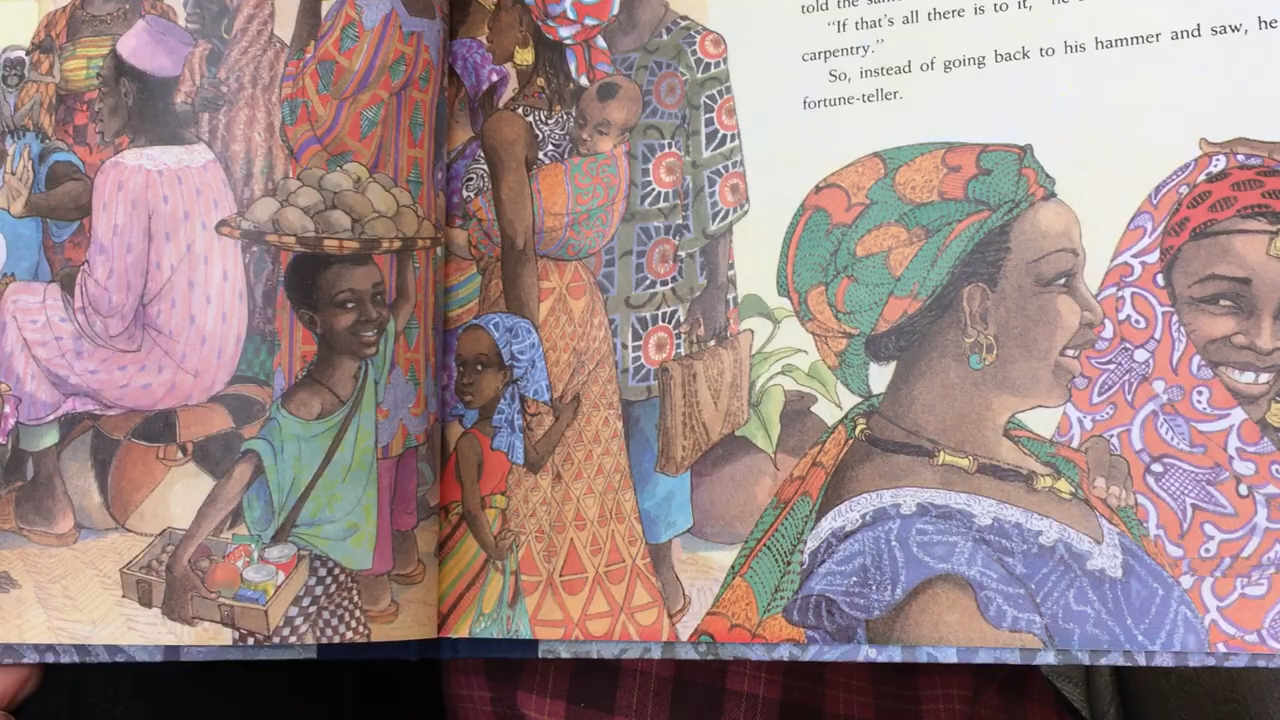 told the same
“If that’s all there is to it,”
carpentry.”
So, instead of going back to his hammer and saw, he
fortune-teller.